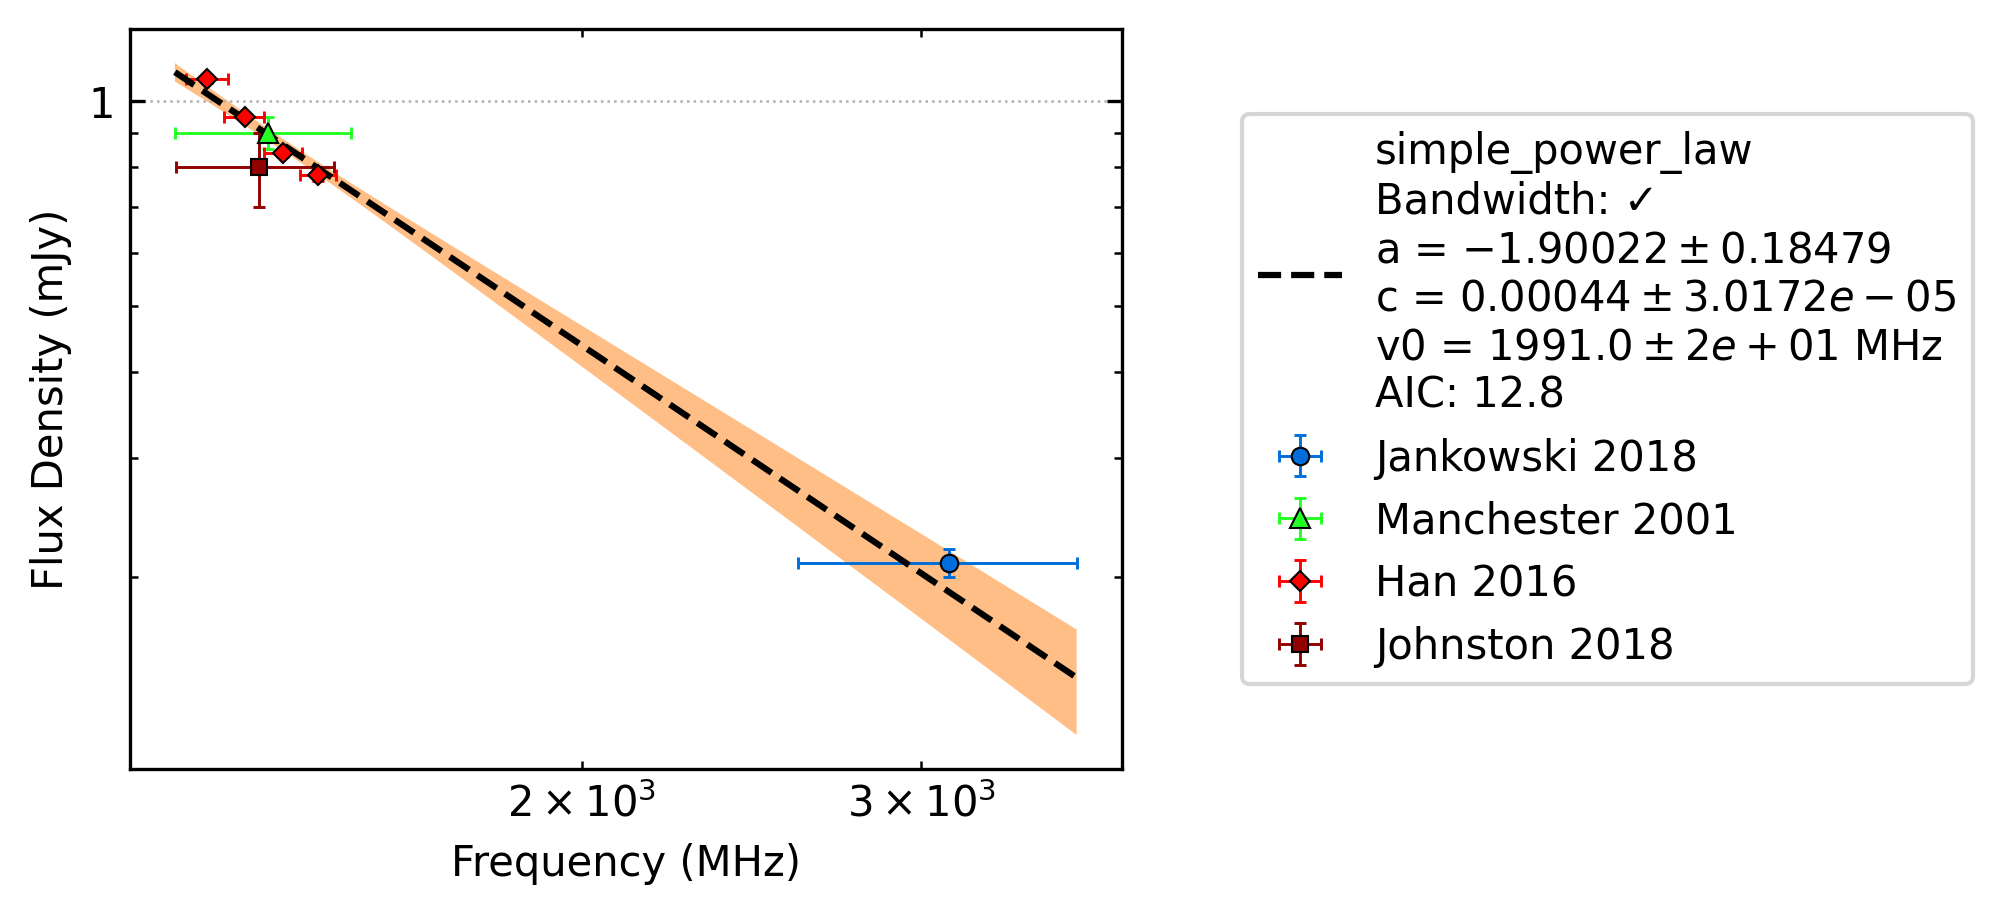 1
Flux Density (mJy)
2 × 10³
3 × 10³
Frequency (MHz)
simple_power_law
Bandwidth: ✓
a = −1.90022 ± 0.18479
c = 0.00044 ± 3.0172e − 05
v0 = 1991.0 ± 2e + 01 MHz
AIC: 12.8
Jankowski 2018
Manchester 2001
Han 2016
Johnston 2018